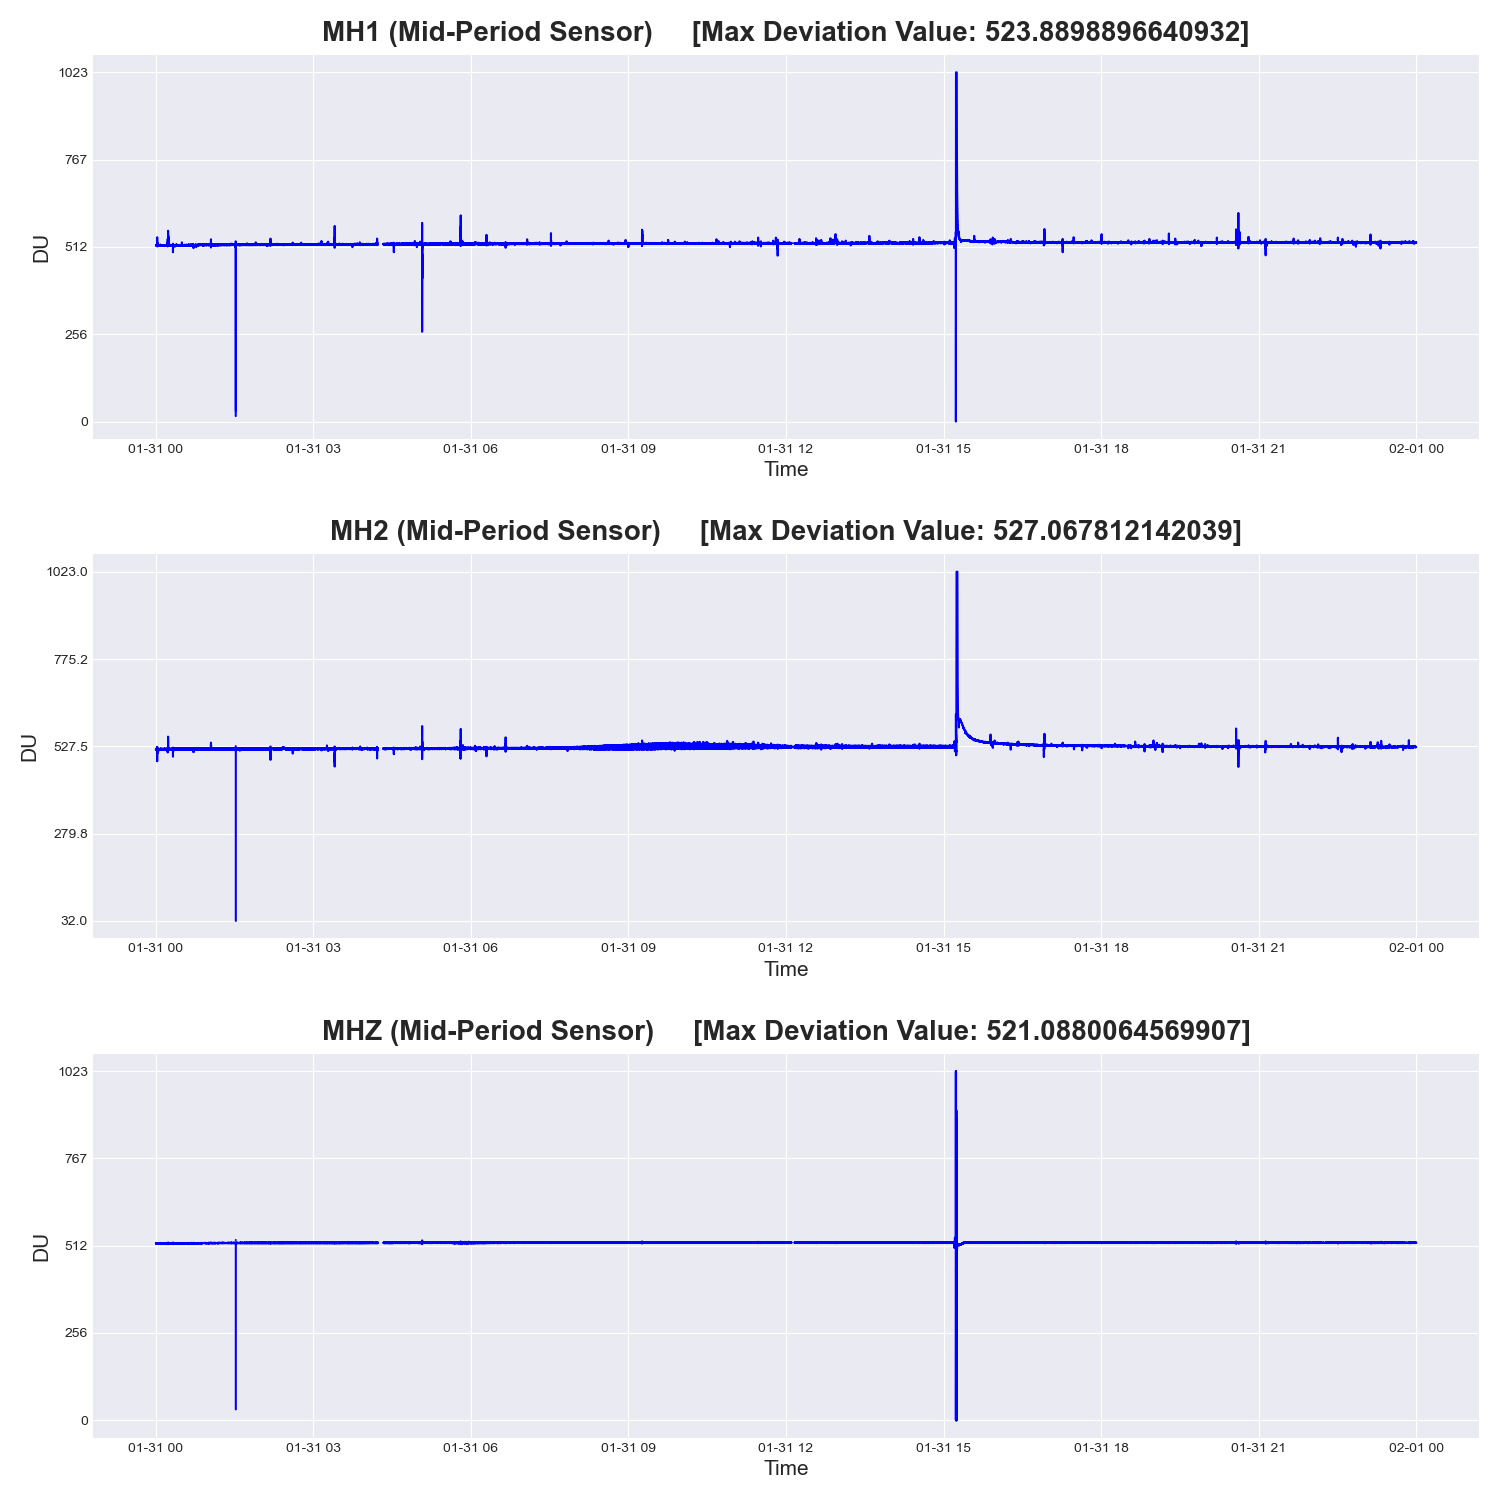 MH1 (Mid-Period Sensor) [Max Deviation Value: 523.8898896640932]
1023
767
512
256
0
DU
01-31 00 01-31 03 01-31 06 01-31 09 01-31 12 01-31 15 01-31 18 01-31 21 02-01 00
Time
MH2 (Mid-Period Sensor) [Max Deviation Value: 527.067812142039]
1023.0
775.2
527.5
279.8
32.0
DU
01-31 00 01-31 03 01-31 06 01-31 09 01-31 12 01-31 15 01-31 18 01-31 21 02-01 00
Time
MHZ (Mid-Period Sensor) [Max Deviation Value: 521.0880064569907]
1023
767
512
256
0
DU
01-31 00 01-31 03 01-31 06 01-31 09 01-31 12 01-31 15 01-31 18 01-31 21 02-01 00
Time